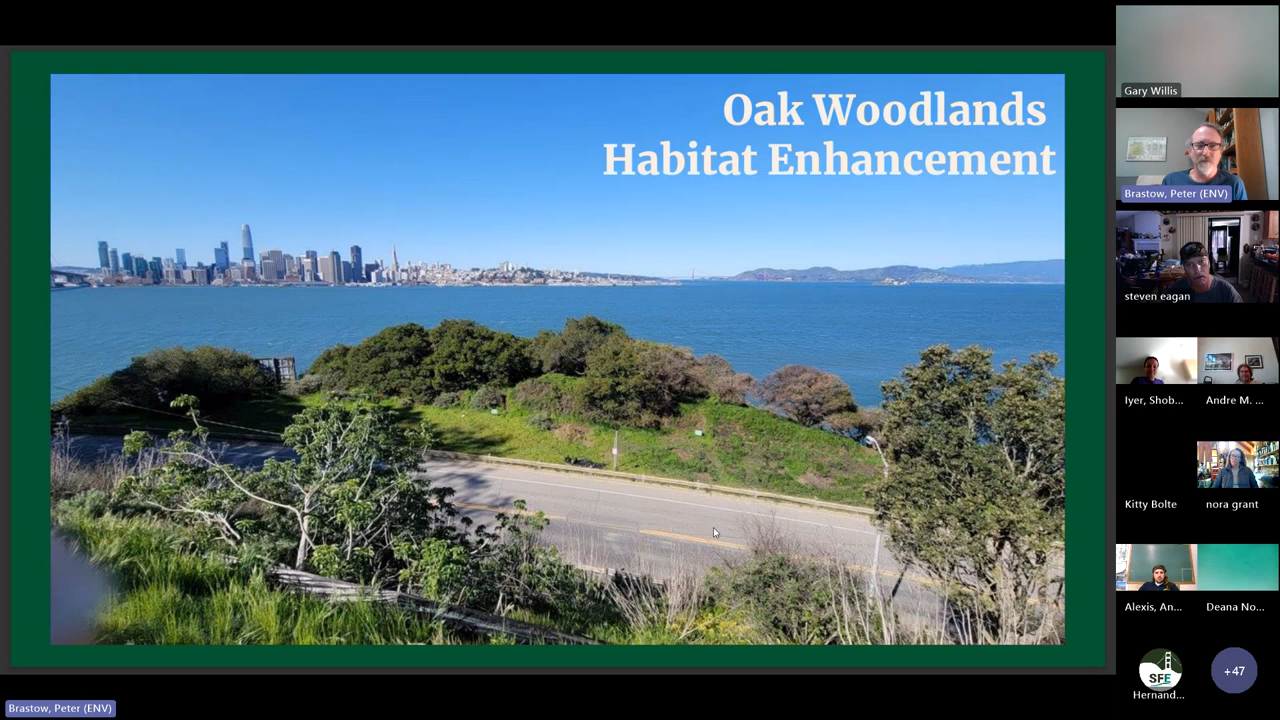 Oak Woodlands
Habitat Enhancement
Gary Willis
Brastow, Peter (ENV)
steven eagan
Iyer, Shob...
Andre M. ...
Kitty Bolte
nora grant
Alexis, An...
Deana No...
SFE
Hernand...
+47
Brastow, Peter (ENV)